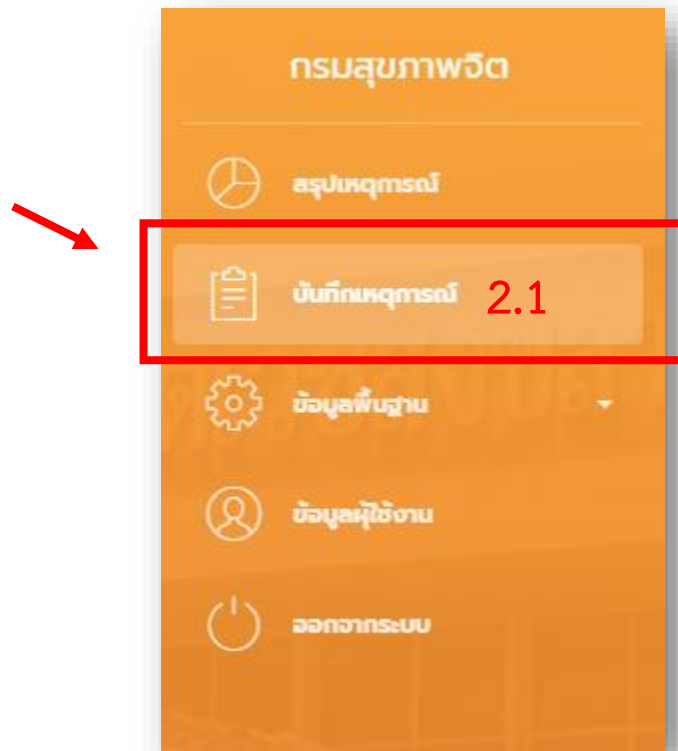 กรมสุขภาพจิต
สรุปเหตุการณ์
บันทึกเหตุการณ์ 2.1
ข้อมูลพื้นฐาน
ข้อมูลผู้ใช้งาน
ออกจากระบบ